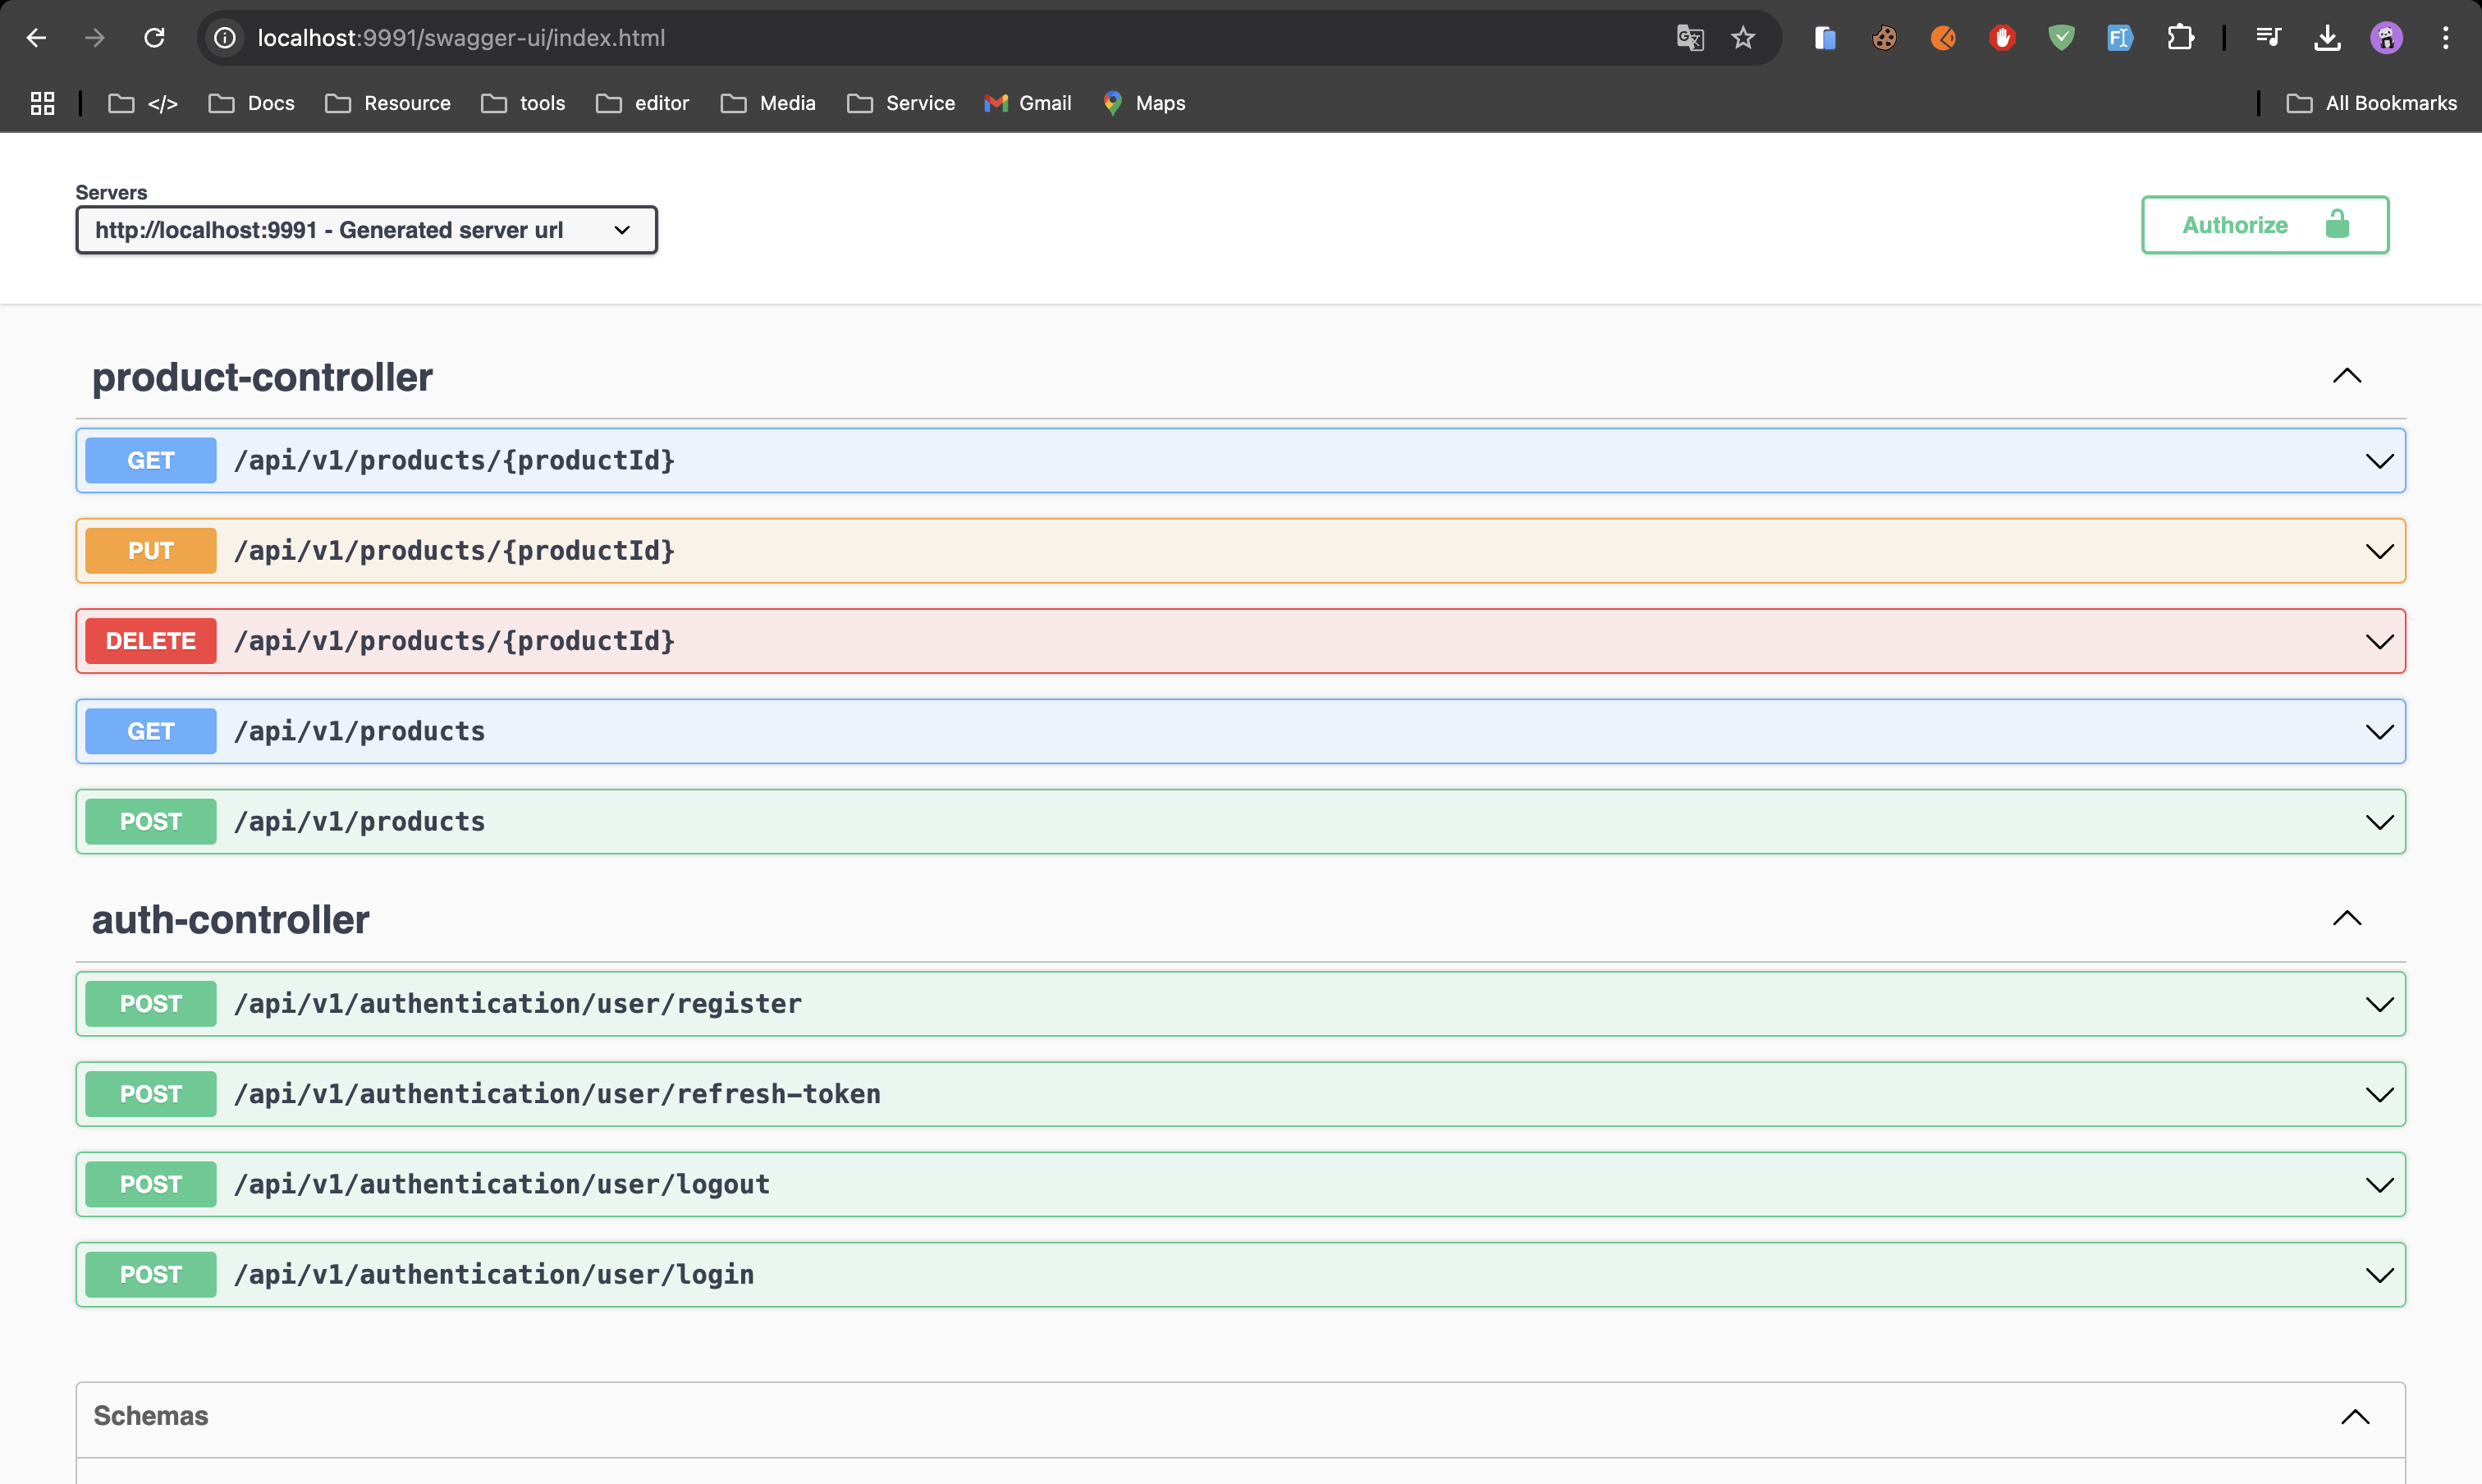 localhost:9991/swagger-ui/index.html
</> Docs Resource tools editor Media Service Gmail Maps All Bookmarks
Servers
http://localhost:9991 - Generated server url
Authorize
product-controller
GET /api/v1/products/{productId}
PUT /api/v1/products/{productId}
DELETE /api/v1/products/{productId}
GET /api/v1/products
POST /api/v1/products
auth-controller
POST /api/v1/authentication/user/register
POST /api/v1/authentication/user/refresh-token
POST /api/v1/authentication/user/logout
POST /api/v1/authentication/user/login
Schemas